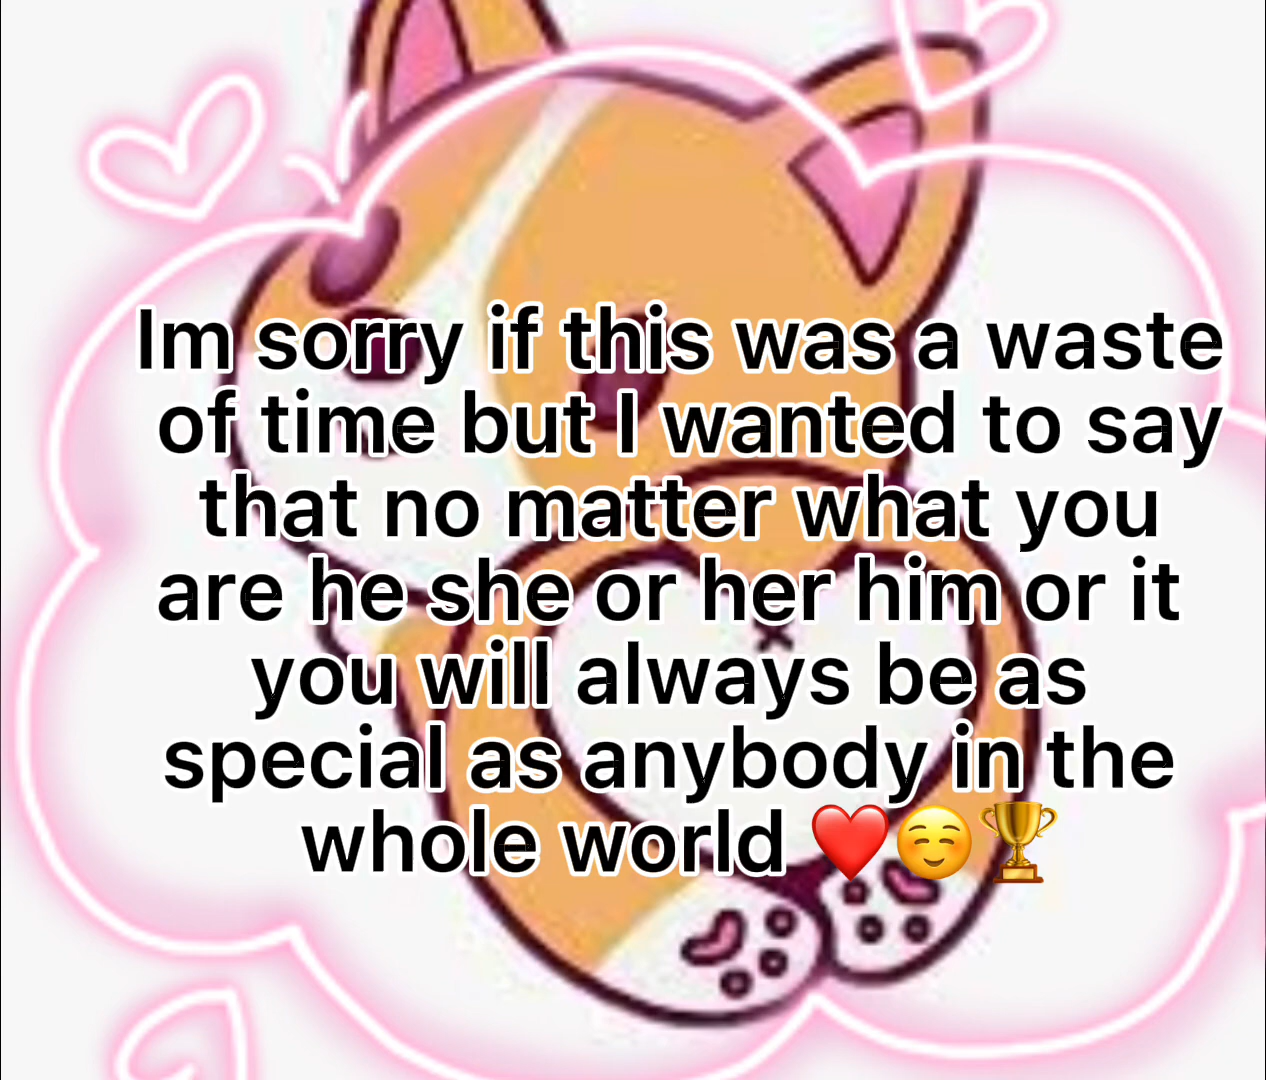 Im sorry if this was a waste
of time but I wanted to say
that no matter what you
are he she or her him or it
you will always be as
special as anybody in the
whole world ❤️☺️🏆